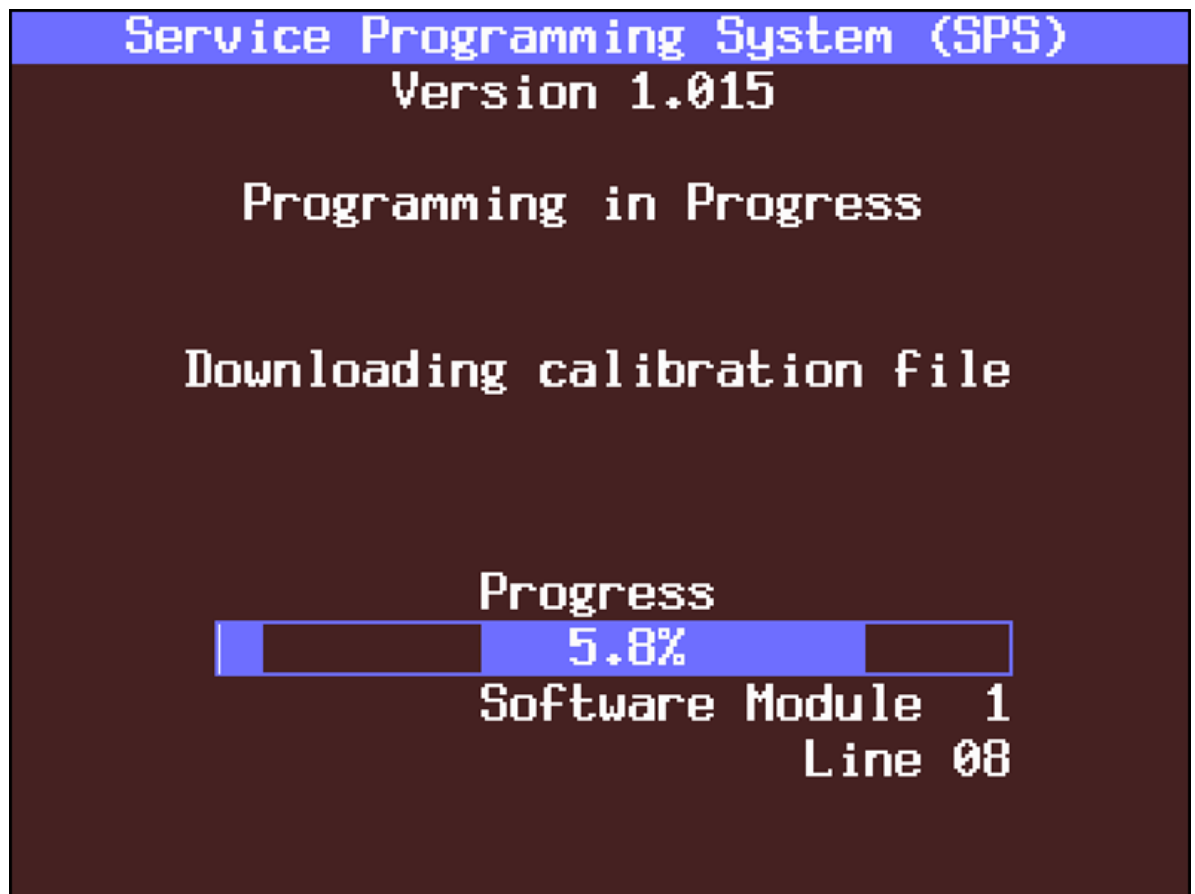 Service Programming System (SPS)
Version 1.015
Programming in Progress
Downloading calibration file
Progress
5.8%
Software Module 1
Line 08